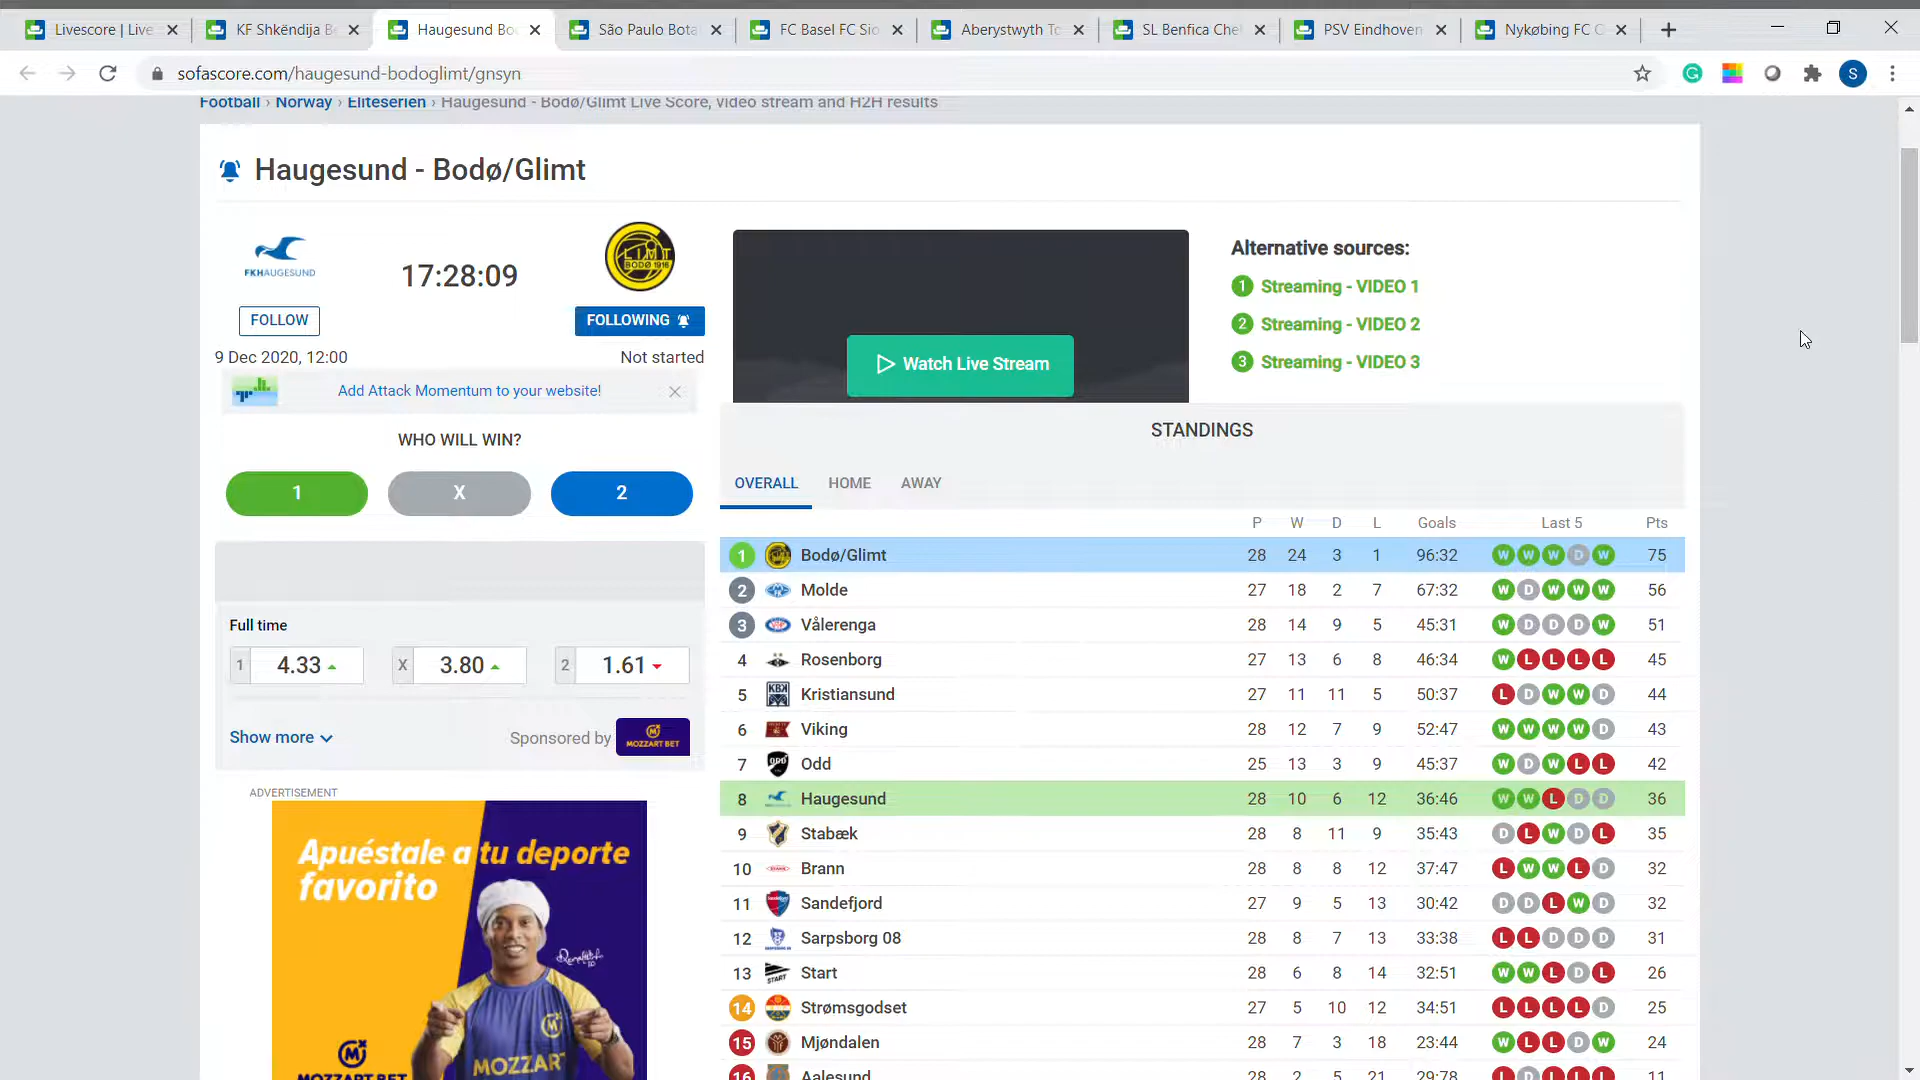 Livescore | Live
KF Shkëndija B
Haugesund Bo
São Paulo Bota
FC Basel FC Sio
Aberystwyth To
SL Benfica Che
PSV Eindhoven
Nykøbing FC
sofascore.com/haugesund-bodoglimt/gnsyn
S
Football › Norway › Eliteserien › Haugesund - Bodø/Glimt Live Score, video stream and H2H results
Haugesund - Bodø/Glimt
FKHAUGESUND
17:28:09
GLIMT
BODØ 1916
FOLLOW
FOLLOWING
9 Dec 2020, 12:00
Not started
Add Attack Momentum to your website!
WHO WILL WIN?
1 X 2
Full time
1 4.33
X 3.80
2 1.61
Show more
Sponsored by
MOZZART BET
ADVERTISEMENT
Apuéstale a tu deporte
favorito
MOZZART
MOZZART BET
Watch Live Stream
Alternative sources:
1 Streaming - VIDEO 1
2 Streaming - VIDEO 2
3 Streaming - VIDEO 3
STANDINGS
OVERALL HOME AWAY
P W D L Goals Last 5 Pts
1 Bodø/Glimt 28 24 3 1 96:32 W W W D W 75
2 Molde 27 18 2 7 67:32 W D W W W 56
3 Vålerenga 28 14 9 5 45:31 W D D D W 51
4 Rosenborg 27 13 6 8 46:34 W L L L L 45
5 KBK Kristiansund 27 11 11 5 50:37 L D W W D 44
6 Viking 28 12 7 9 52:47 W W W W D 43
7 ODD Odd 25 13 3 9 45:37 W D W L L 42
8 Haugesund 28 10 6 12 36:46 W W L D D 36
9 Stabæk 28 8 11 9 35:43 D L W D L 35
10 Brann 28 8 8 12 37:47 L W W L D 32
11 Sandefjord 27 9 5 13 30:42 D D L W D 32
12 Sarpsborg 08 28 8 7 13 33:38 L L D D D 31
13 START Start 28 6 8 14 32:51 W W L D L 26
14 Strømsgodset 27 5 10 12 34:51 L L L L D 25
15 Mjøndalen 28 7 3 18 23:44 W L L D W 24
16 Aalesund 28 2 5 21 29:78 L D L L L 11